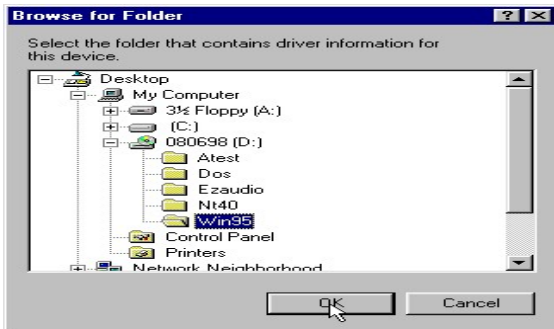 Browse for Folder
Select the folder that contains driver information for
this device.
Desktop
My Computer
3½ Floppy (A:)
(C:)
080698 (D:)
Atest
Dos
Ezaudio
Nt40
Win95
Control Panel
Printers
Network Neighborhood
OK Cancel